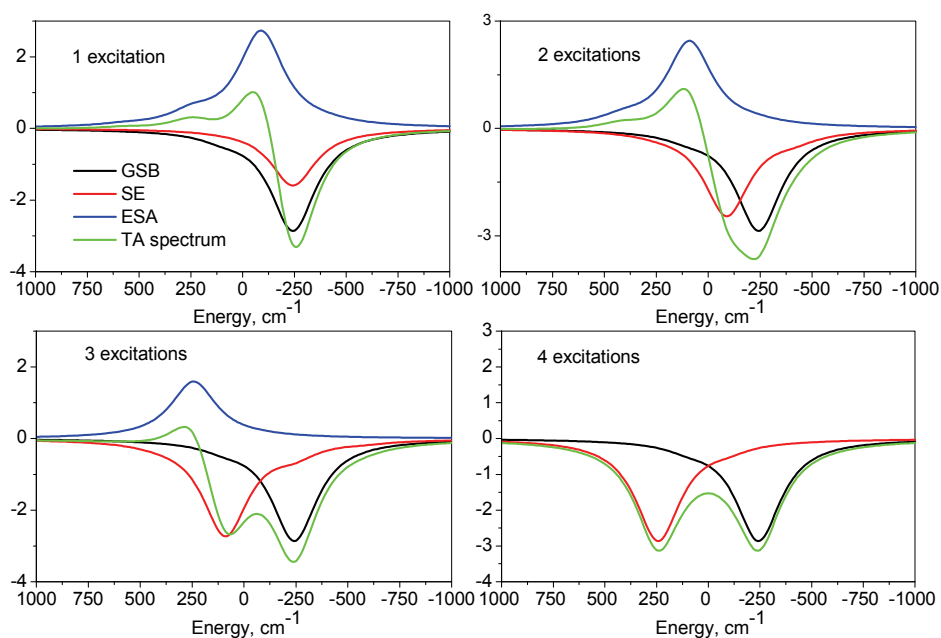 1 excitation
2
0
-2
-4
GSB
SE
ESA
TA spectrum
1000 750 500 250 0 -250 -500 -750 -1000
Energy, cm-1
2 excitations
3
0
-3
1000 750 500 250 0 -250 -500 -750 -1000
Energy, cm-1
3 excitations
2
0
-2
-4
1000 750 500 250 0 -250 -500 -750 -1000
Energy, cm-1
4 excitations
3
2
1
0
-1
-2
-3
-4
1000 750 500 250 0 -250 -500 -750 -1000
Energy, cm-1